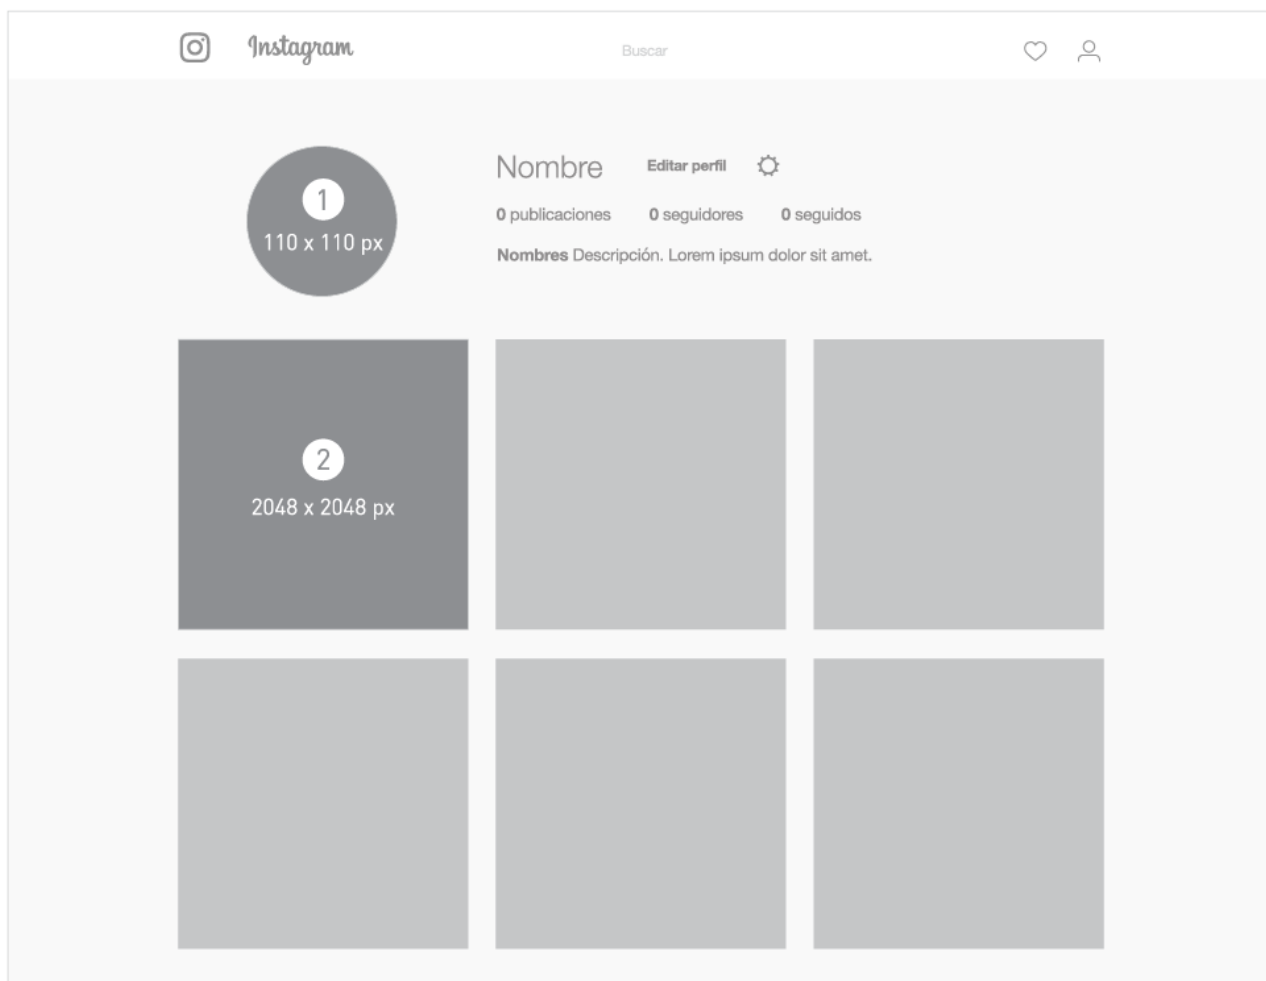 Instagram Buscar
Nombre Editar perfil
0 publicaciones 0 seguidores 0 seguidos
Nombres Descripción. Lorem ipsum dolor sit amet.
1
110 x 110 px
2
2048 x 2048 px